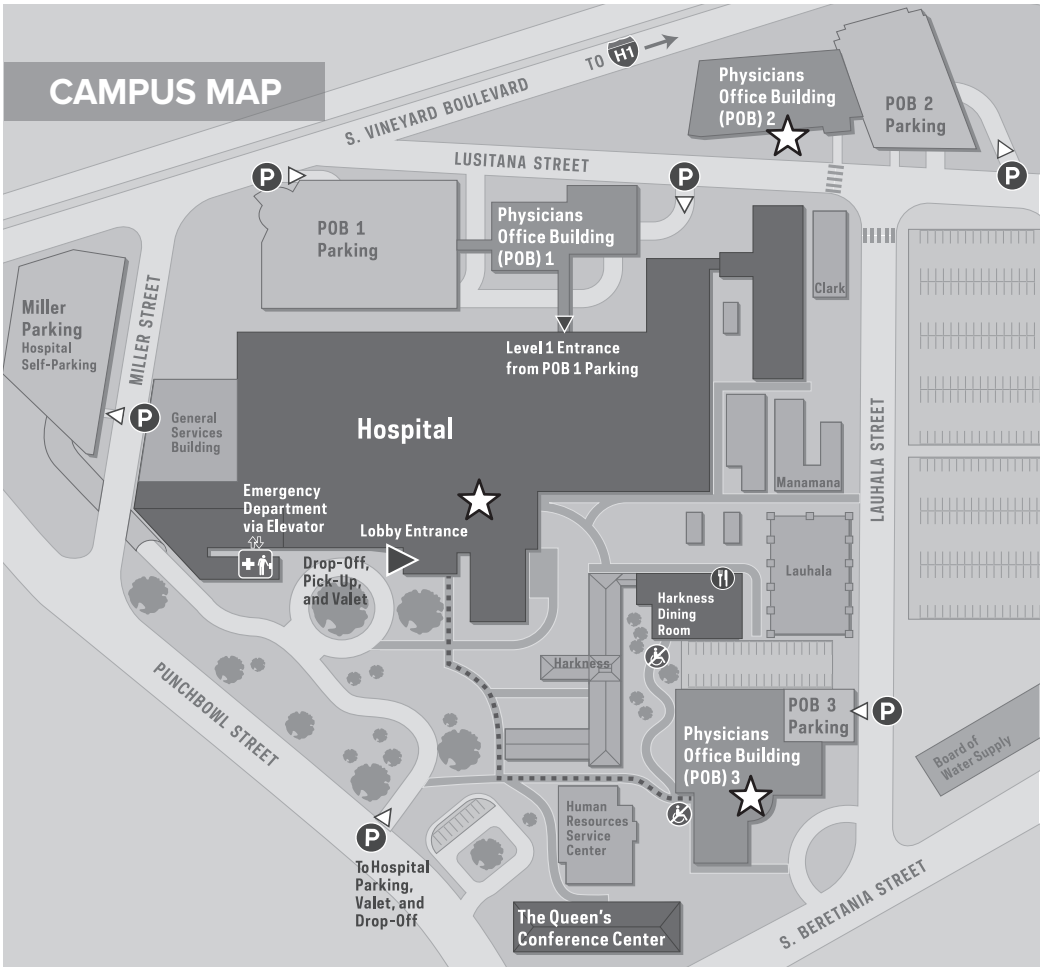 CAMPUS MAP
S. VINEYARD BOULEVARD
TO H1
Physicians
Office Building
(POB) 2
POB 2
Parking
LUSITANA STREET
P
P
P
POB 1
Parking
Physicians
Office Building
(POB) 1
Clark
Miller
Parking
Hospital
Self-Parking
MILLER STREET
P
Level 1 Entrance
from POB 1 Parking
General
Services
Building
Hospital
Manamana
LAUHALA STREET
Emergency
Department
via Elevator
Lobby Entrance
Drop-Off,
Pick-Up,
and Valet
Harkness
Dining
Room
Lauhala
Harkness
PUNCHBOWL STREET
POB 3
Parking
P
Physicians
Office Building
(POB) 3
Board of
Water Supply
P
To Hospital
Parking,
Valet, and
Drop-Off
Human
Resources
Service
Center
The Queen's
Conference Center
S. BERETANIA STREET